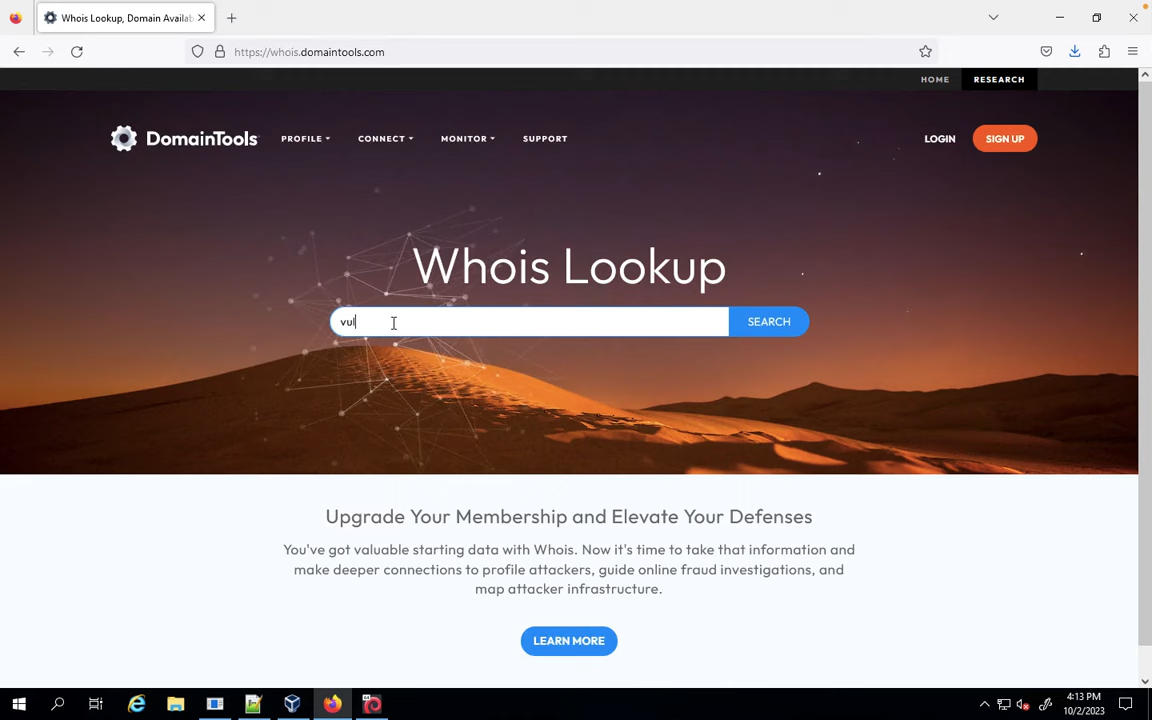 Whois Lookup, Domain Availab
https://whois.domaintools.com
HOME
RESEARCH
DomainTools
PROFILE
CONNECT
MONITOR
SUPPORT
LOGIN
SIGN UP
Whois Lookup
vul
SEARCH
Upgrade Your Membership and Elevate Your Defenses
You've got valuable starting data with Whois. Now it's time to take that information and
make deeper connections to profile attackers, guide online fraud investigations, and
map attacker infrastructure.
LEARN MORE
4:13 PM
10/2/2023